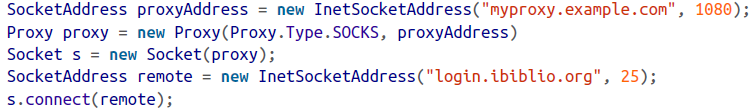 SocketAddress proxyAddress = new InetSocketAddress("myproxy.example.com", 1080);
Proxy proxy = new Proxy(Proxy.Type.SOCKS, proxyAddress)
Socket s = new Socket(proxy);
SocketAddress remote = new InetSocketAddress("login.ibiblio.org", 25);
s.connect(remote);